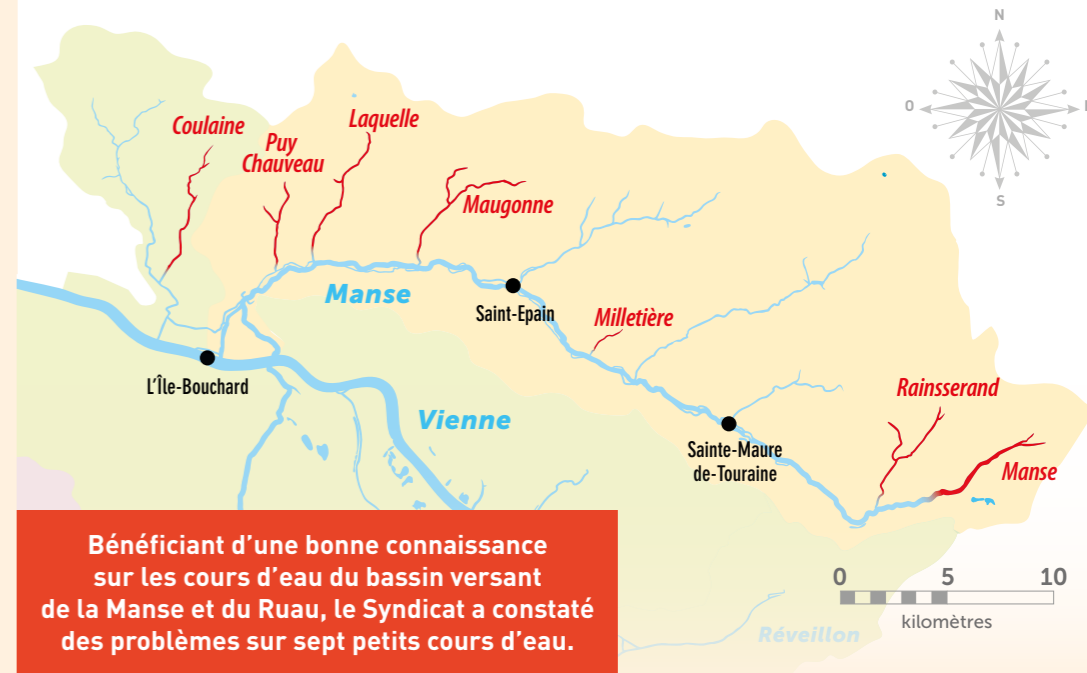 N
O
E
S
Coulaine
Puy
Chauveau
Laquelle
Maugonne
Manse
Saint-Epain
Milletière
L'Île-Bouchard
Vienne
Sainte-Maure
de-Touraine
Rainsserand
Manse
Bénéficiant d'une bonne connaissance
sur les cours d'eau du bassin versant
de la Manse et du Ruau, le Syndicat a constaté
des problèmes sur sept petits cours d'eau.
0 5 10
kilomètres
Réveillon